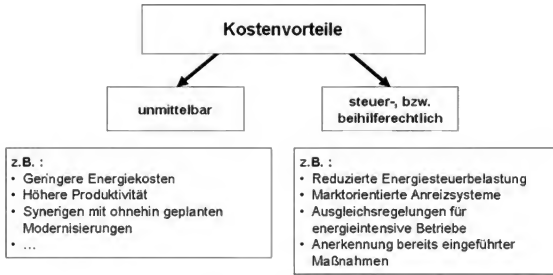 Kostenvorteile
unmittelbar
steuer-, bzw.
beihilferechtlich
z.B. :
• Geringere Energiekosten
• Höhere Produktivität
• Synerigen mit ohnehin geplanten
Modernisierungen
• ...
z.B. :
• Reduzierte Energiesteuerbelastung
• Marktorientierte Anreizsysteme
• Ausgleichsregelungen für
energieintensive Betriebe
• Anerkennung bereits eingeführter
Maßnahmen